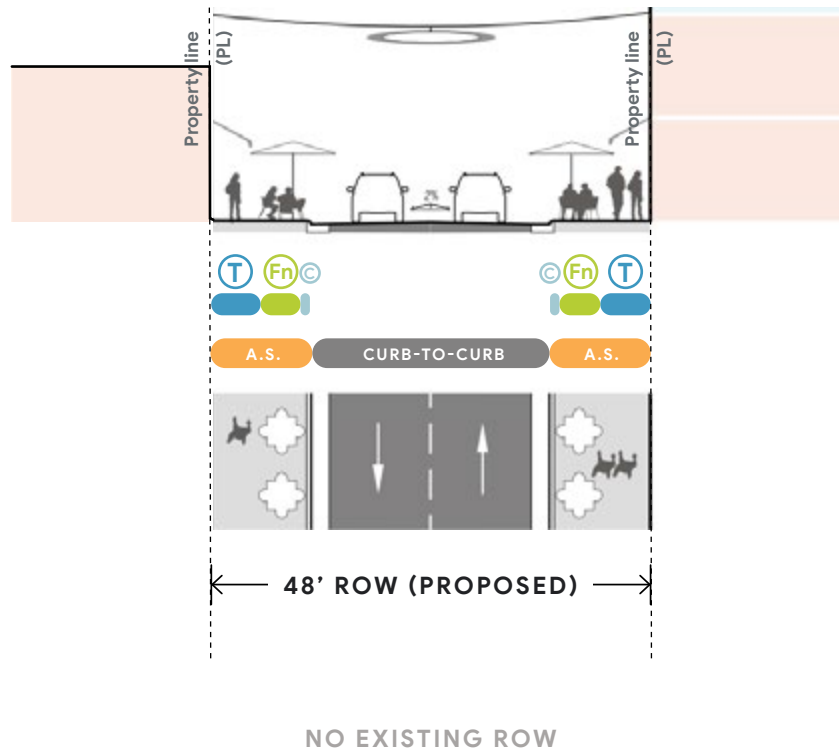 Property line
(PL)
Property line
(PL)
2%
T
Fn
C
C
Fn
T
A.S.
CURB-TO-CURB
A.S.
48’ ROW (PROPOSED)
NO EXISTING ROW